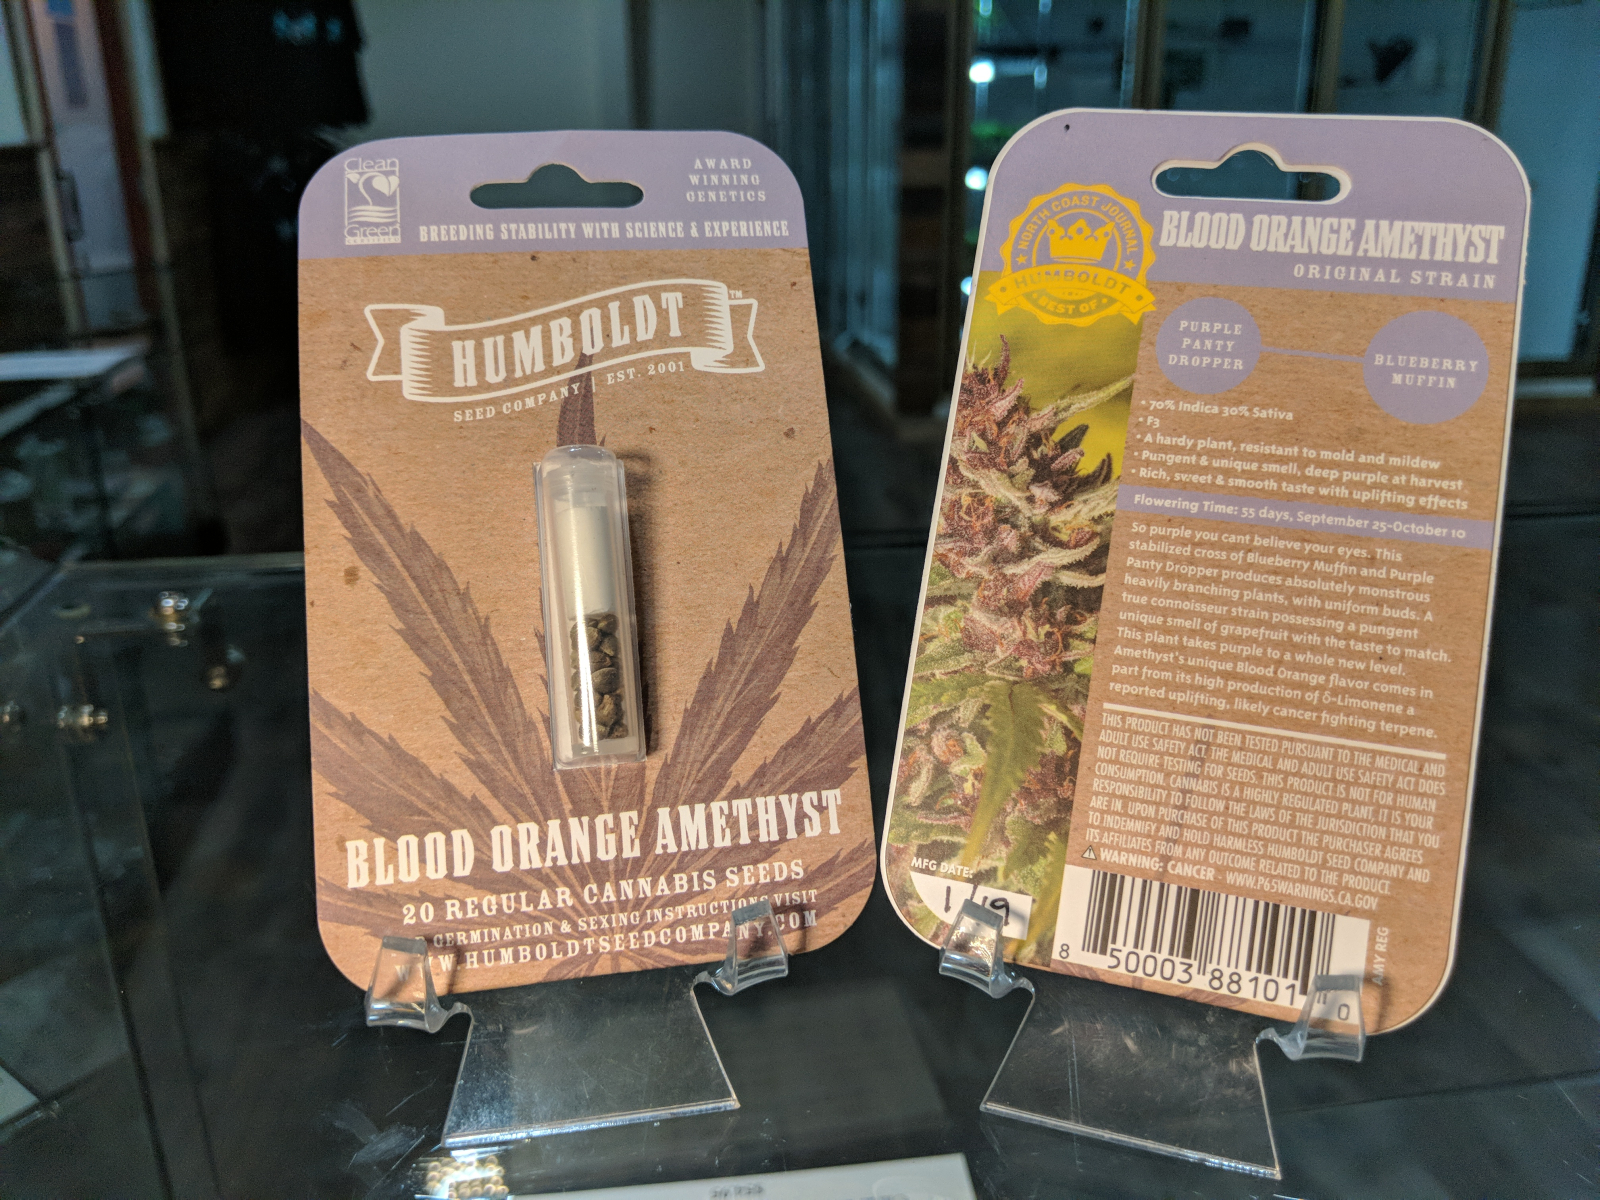 Clean
Green
AWARD
WINNING
GENETICS
BREEDING STABILITY WITH SCIENCE & EXPERIENCE
HUMBOLDT™
SEED COMPANY | EST. 2001
BLOOD ORANGE AMETHYST
20 REGULAR CANNABIS SEEDS
GERMINATION & SEXING INSTRUCTIONS VISIT
WWW.HUMBOLDTSEEDCOMPANY.COM
NORTH COAST JOURNAL
HUMBOLDT
BEST OF
BLOOD ORANGE AMETHYST
ORIGINAL STRAIN
PURPLE
PANTY
DROPPER
BLUEBERRY
MUFFIN
• 70% Indica 30% Sativa
• F3
• A hardy plant, resistant to mold and mildew
• Pungent & unique smell, deep purple at harvest
• Rich, sweet & smooth taste with uplifting effects
Flowering Time: 55 days, September 25-October 10
So purple you cant believe your eyes. This
stabilized cross of Blueberry Muffin and Purple
Panty Dropper produces absolutely monstrous
heavily branching plants, with uniform buds. A
true connoisseur strain possessing a pungent
unique smell of grapefruit with the taste to match.
This plant takes purple to a whole new level.
Amethyst's unique Blood Orange flavor comes in
part from its high production of δ-Limonene a
reported uplifting, likely cancer fighting terpene.
THIS PRODUCT HAS NOT BEEN TESTED PURSUANT TO THE MEDICAL AND
ADULT USE SAFETY ACT. THE MEDICAL AND ADULT USE SAFETY ACT DOES
NOT REQUIRE TESTING FOR SEEDS. THIS PRODUCT IS NOT FOR HUMAN
CONSUMPTION. CANNABIS IS A HIGHLY REGULATED PLANT, IT IS YOUR
RESPONSIBILITY TO FOLLOW THE LAWS OF THE JURISDICTION THAT YOU
ARE IN. UPON PURCHASE OF THIS PRODUCT THE PURCHASER AGREES
TO INDEMNIFY AND HOLD HARMLESS HUMBOLDT SEED COMPANY AND
ITS AFFILIATES FROM ANY OUTCOME RELATED TO THE PRODUCT.
WARNING: CANCER - WWW.P65WARNINGS.CA.GOV
MFG DATE:
8 50003 88101 0
AMY REG